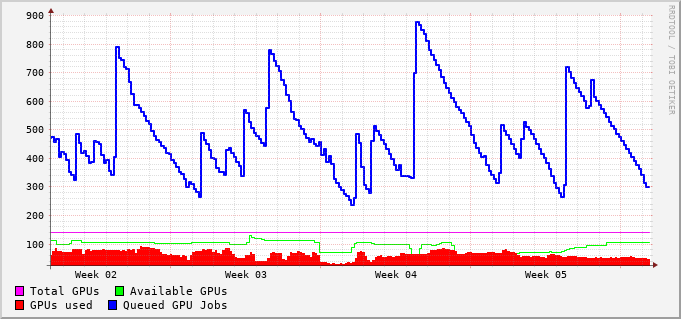 900
800
700
600
500
400
300
200
100
Week 02 Week 03 Week 04 Week 05
Total GPUs Available GPUs
GPUs used Queued GPU Jobs
RRDTOOL / TOBI OETIKER